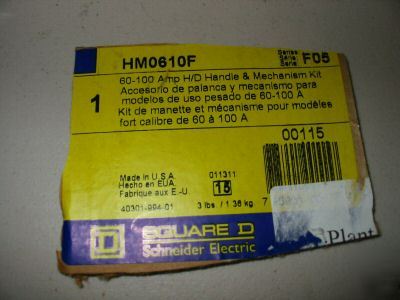 HM0610F
Series
Serie
Série
F05
1
60-100 Amp H/D Handle & Mechanism Kit
Accesorio de palanca y mecanismo para
modelos de uso pesado de 60-100 A
Kit de manette et mécanisme pour modèles
fort calibre de 60 à 100 A
00115
Made in U.S.A.
Hecho en EUA.
Fabriqué aux E.-U.
011311
15
40301-994-01
3 lbs. / 1.36 kg
7
SQUARE D
Schneider Electric
Plant